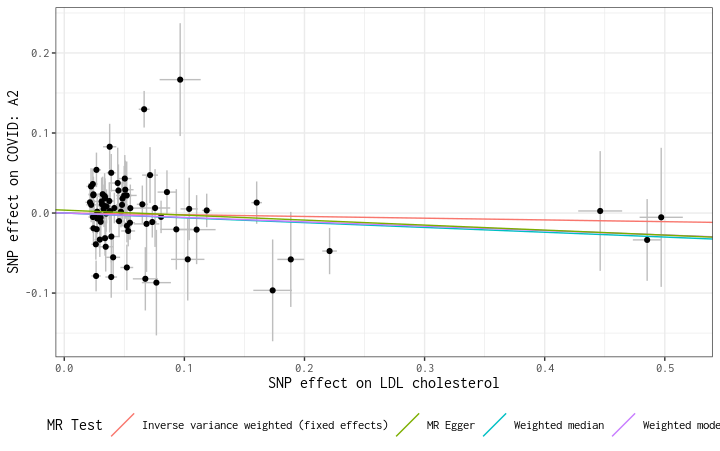 SNP effect on COVID: A2
0.2
0.1
0.0
-0.1
0.0 0.1 0.2 0.3 0.4 0.5
SNP effect on LDL cholesterol
MR Test Inverse variance weighted (fixed effects) MR Egger Weighted median Weighted mode